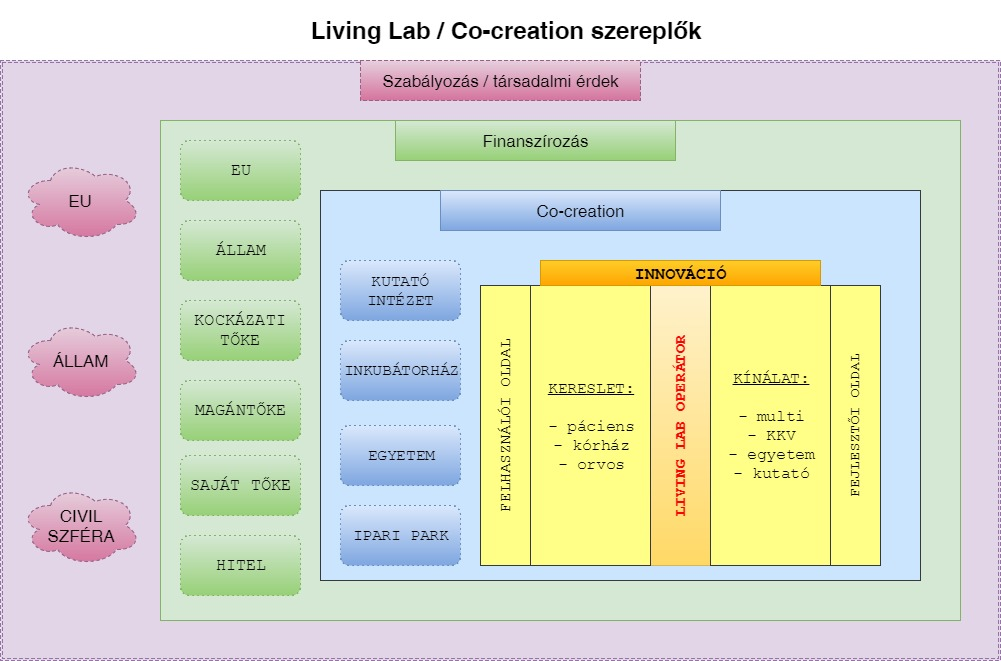 Living Lab / Co-creation szereplők
Szabályozás / társadalmi érdek
EU
ÁLLAM
CIVIL
SZFÉRA
Finanszírozás
EU
ÁLLAM
KOCKÁZATI
TŐKE
MAGÁNTŐKE
SAJÁT TŐKE
HITEL
Co-creation
KUTATÓ
INTÉZET
INKUBÁTORHÁZ
EGYETEM
IPARI PARK
INNOVÁCIÓ
FELHASZNÁLÓI OLDAL
KERESLET:
- páciens
- kórház
- orvos
LIVING LAB OPERÁTOR
KÍNÁLAT:
- multi
- KKV
- egyetem
- kutató
FEJLESZTŐI OLDAL